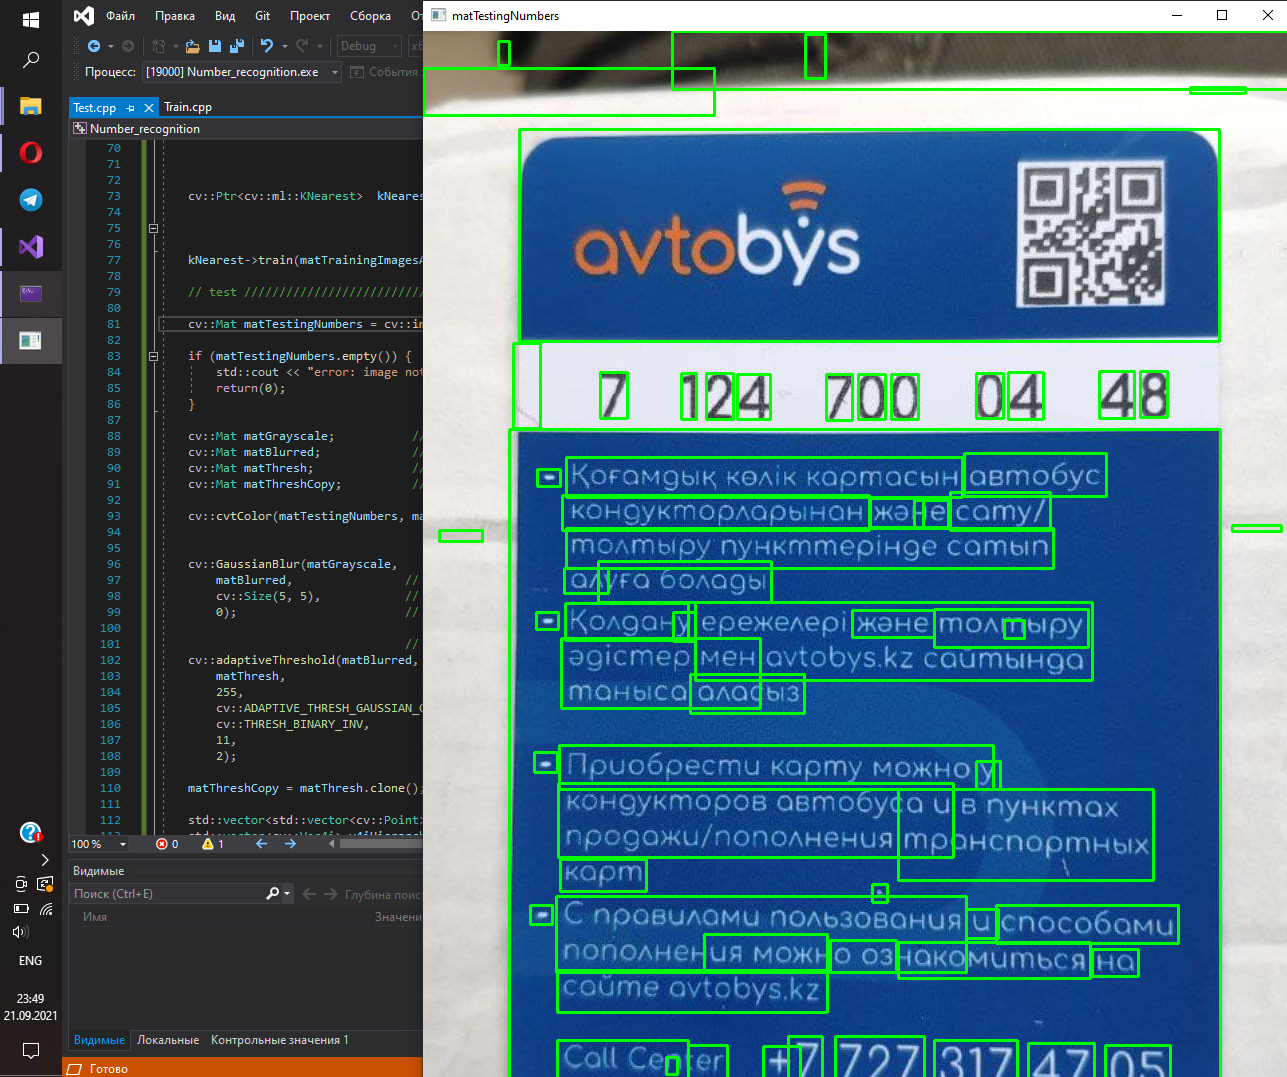 Файл Правка Вид Git Проект Сборка
matTestingNumbers
Debug
Процесс: [19000] Number_recognition.exe События
Test.cpp Train.cpp
Number_recognition
70
71
72
73 cv::Ptr<cv::ml::KNearest> kNeares
74
75
76
77 kNearest->train(matTrainingImagesA
78
79 // test //////////////////////////
80
81 cv::Mat matTestingNumbers = cv::im
82
83 if (matTestingNumbers.empty()) {
84 std::cout << "error: image not
85 return(0);
86 }
87
88 cv::Mat matGrayscale; //
89 cv::Mat matBlurred; //
90 cv::Mat matThresh; //
91 cv::Mat matThreshCopy; //
92
93 cv::cvtColor(matTestingNumbers, ma
94
95
96 cv::GaussianBlur(matGrayscale,
97 matBlurred, //
98 cv::Size(5, 5), //
99 0); //
100
101 //
102 cv::adaptiveThreshold(matBlurred,
103 matThresh,
104 255,
105 cv::ADAPTIVE_THRESH_GAUSSIAN_C
106 cv::THRESH_BINARY_INV,
107 11,
108 2);
109
110 matThreshCopy = matThresh.clone();
111
112 std::vector<std::vector<cv::Point>
100 % 0 1
Видимые
Поиск (Ctrl+E) Глубина поис
Имя Значени
Видимые Локальные Контрольные значения 1
Готово
ENG
23:49
21.09.2021
avtobys
7 124 700 04 48
- Қоғамдық көлік картасын автобус
кондукторларынан және сату/
толтыру пункттерінде сатып
алуға болады
- Қолдану ережелері және толтыру
әдістер мен avtobys.kz сайтында
таныса аласыз
- Приобрести карту можно у
кондукторов автобуса и в пунктах
продажи/пополнения транспортных
карт
- С правилами пользования и способами
пополнения можно ознакомиться на
сайте avtobys.kz
Call Center +7 727 317 47 05